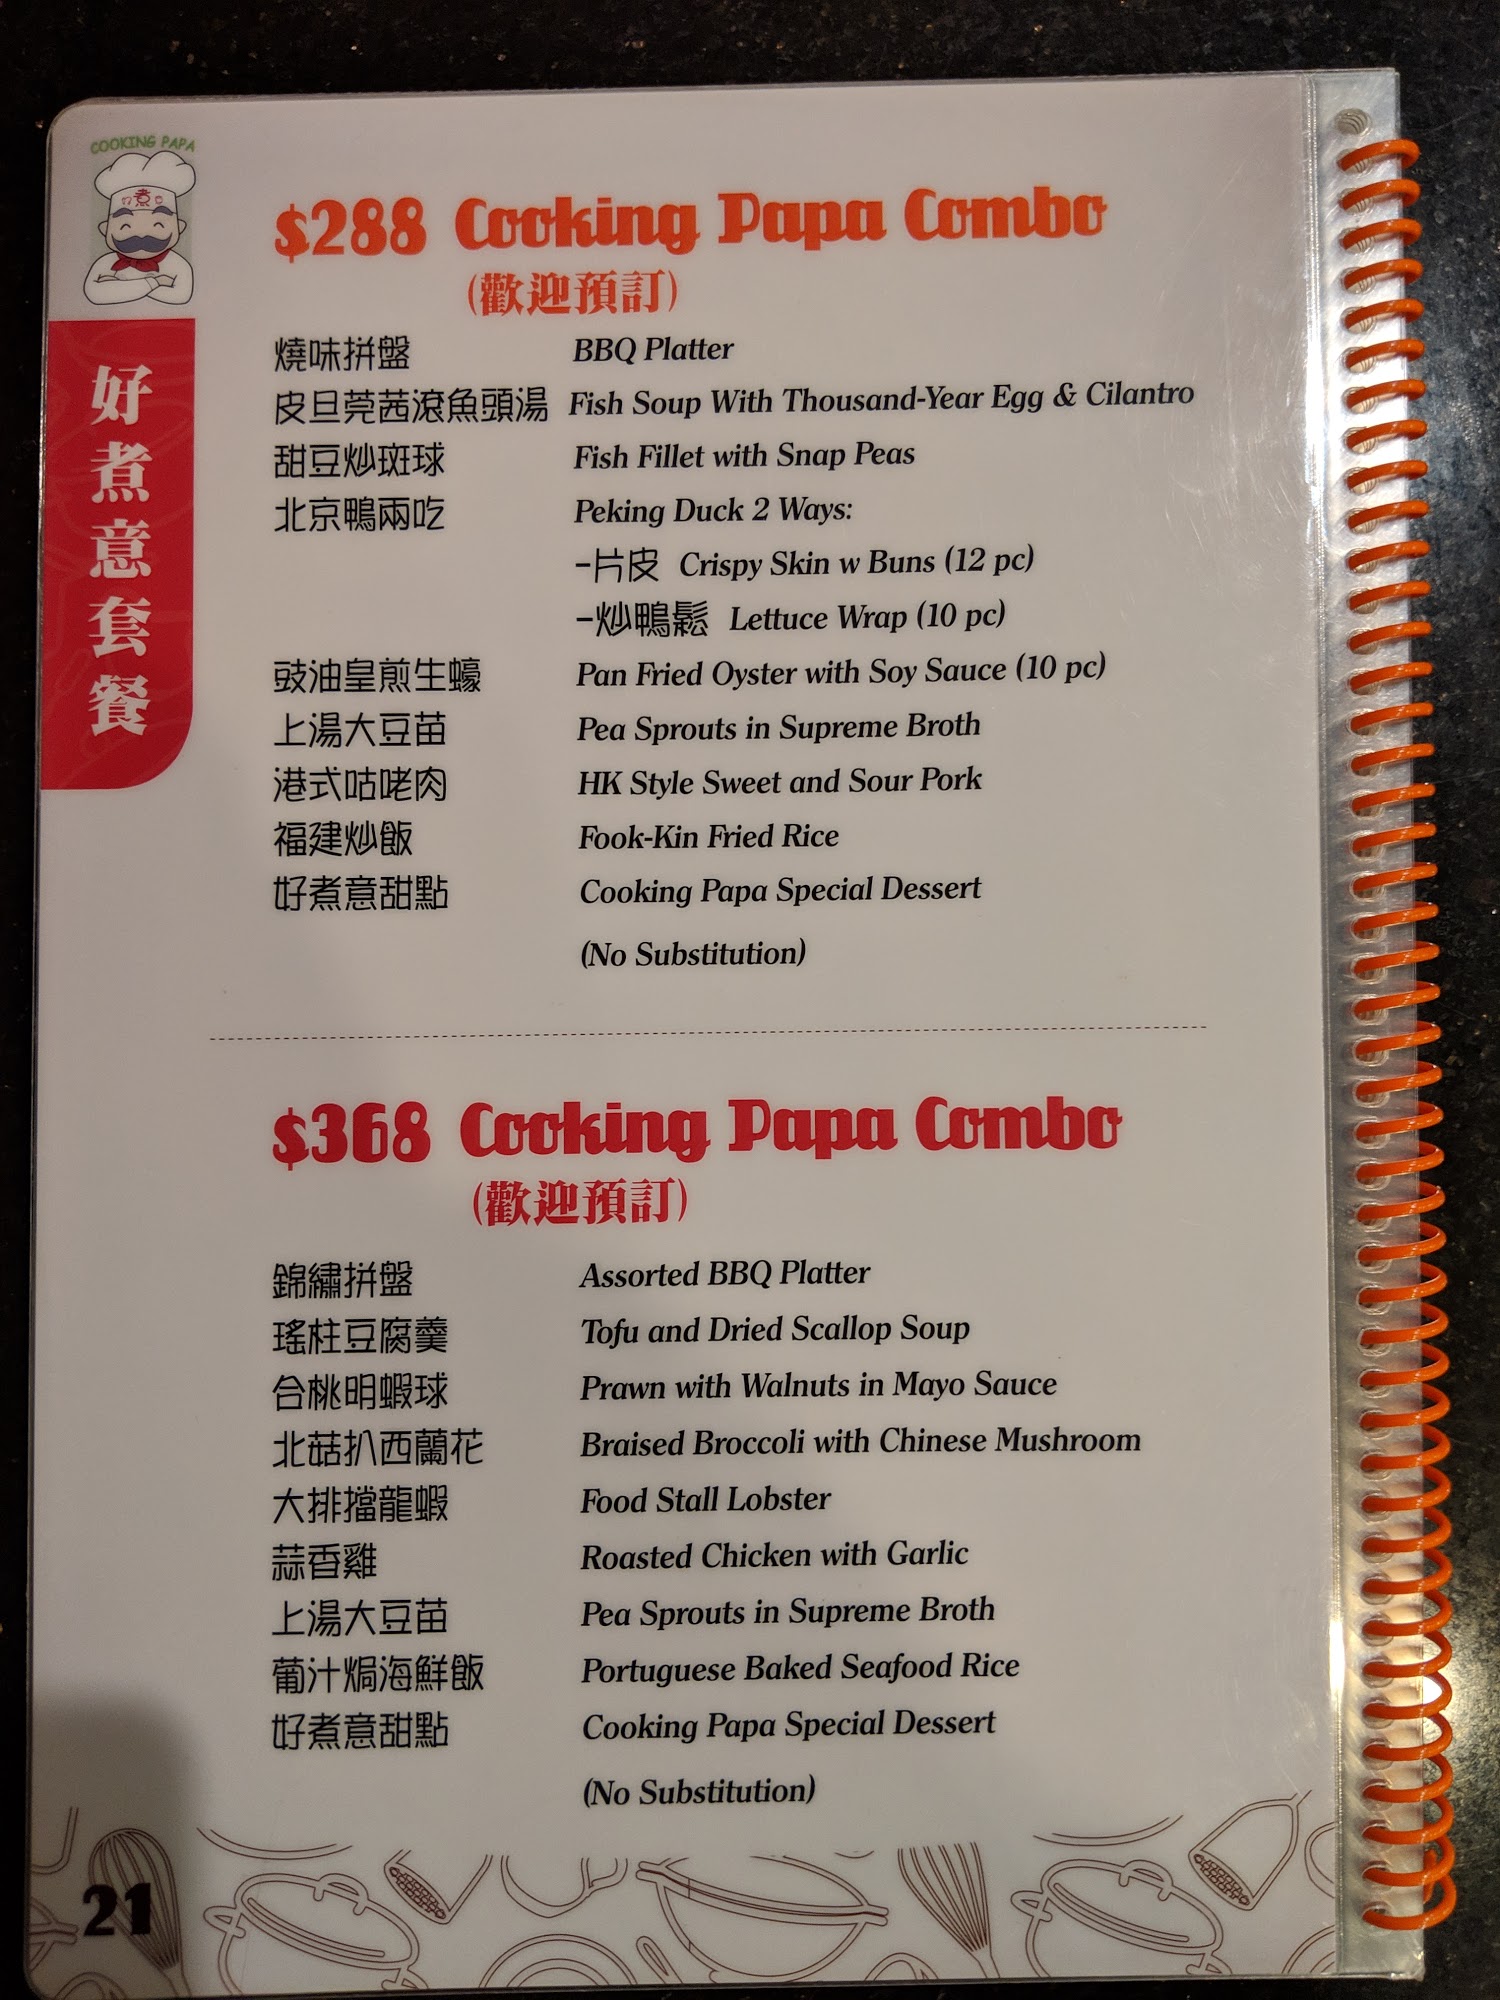 COOKING PAPA
好煮意套餐
$288 Cooking Papa Combo
(歡迎預訂)
燒味拼盤 BBQ Platter
皮旦莞茜滾魚頭湯 Fish Soup With Thousand-Year Egg & Cilantro
甜豆炒斑球 Fish Fillet with Snap Peas
北京鴨兩吃 Peking Duck 2 Ways:
-片皮 Crispy Skin w Buns (12 pc)
-炒鴨鬆 Lettuce Wrap (10 pc)
豉油皇煎生蠔 Pan Fried Oyster with Soy Sauce (10 pc)
上湯大豆苗 Pea Sprouts in Supreme Broth
港式咕咾肉 HK Style Sweet and Sour Pork
福建炒飯 Fook-Kin Fried Rice
好煮意甜點 Cooking Papa Special Dessert
(No Substitution)
$368 Cooking Papa Combo
(歡迎預訂)
錦繡拼盤 Assorted BBQ Platter
瑤柱豆腐羹 Tofu and Dried Scallop Soup
合桃明蝦球 Prawn with Walnuts in Mayo Sauce
北菇扒西蘭花 Braised Broccoli with Chinese Mushroom
大排擋龍蝦 Food Stall Lobster
蒜香雞 Roasted Chicken with Garlic
上湯大豆苗 Pea Sprouts in Supreme Broth
葡汁焗海鮮飯 Portuguese Baked Seafood Rice
好煮意甜點 Cooking Papa Special Dessert
(No Substitution)
21